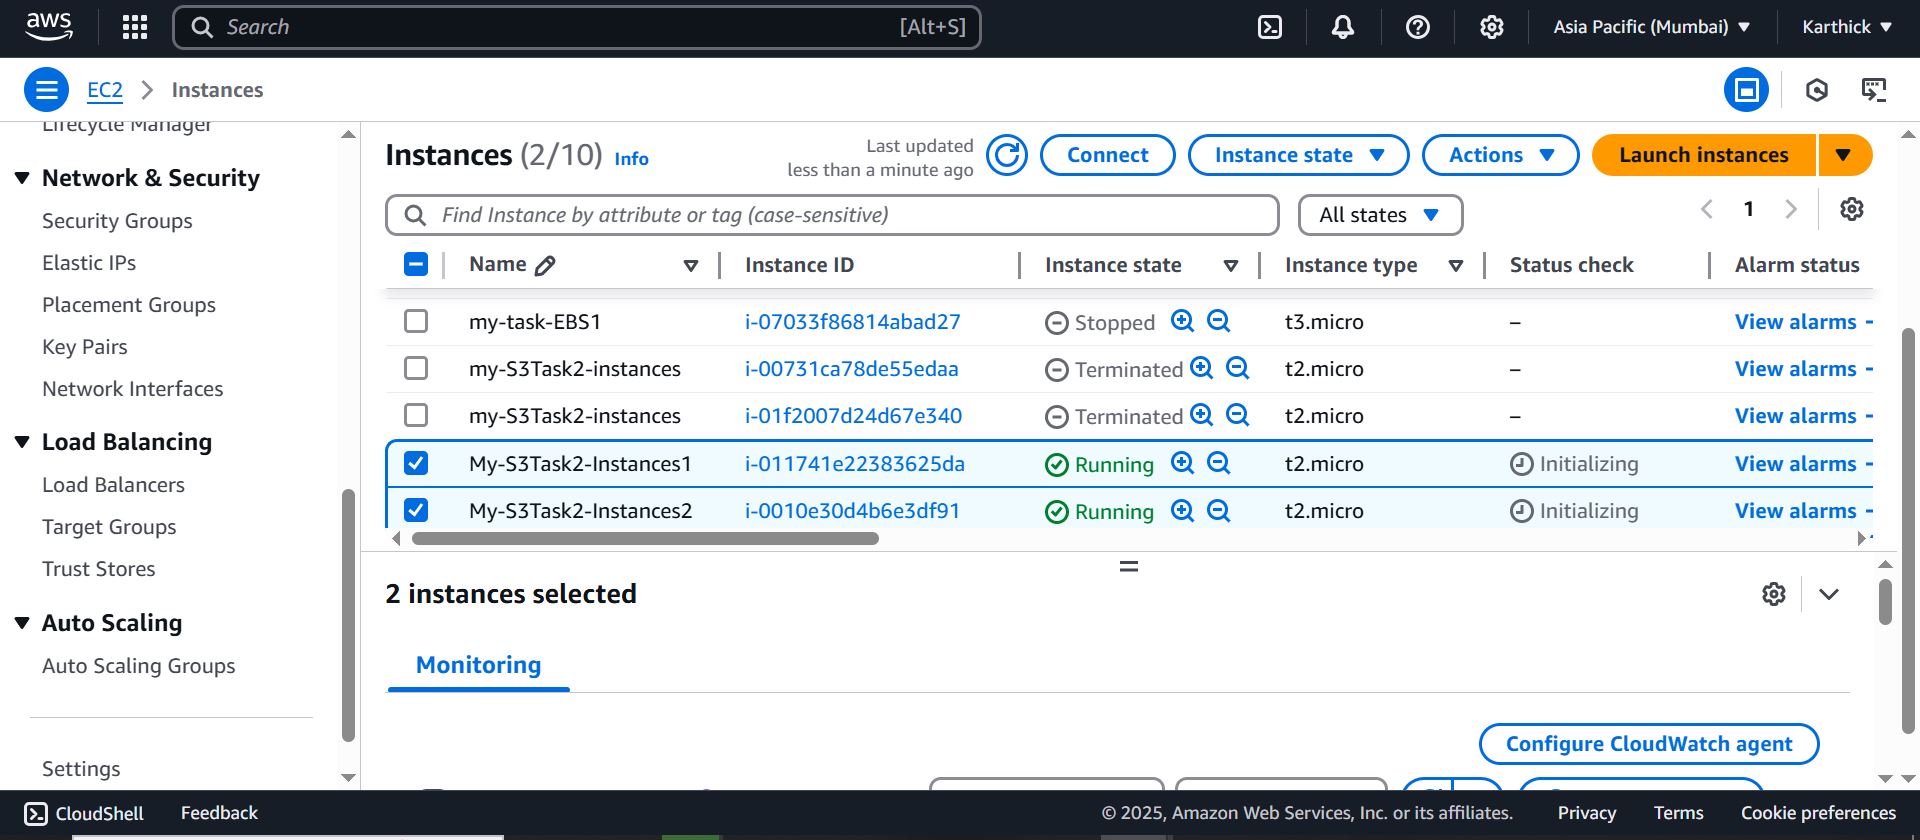 aws
Search [Alt+S]
Asia Pacific (Mumbai)
Karthick
EC2
Instances
Lifecycle Manager
Network & Security
Security Groups
Elastic IPs
Placement Groups
Key Pairs
Network Interfaces
Load Balancing
Load Balancers
Target Groups
Trust Stores
Auto Scaling
Auto Scaling Groups
Settings
Instances (2/10) Info
Last updated
less than a minute ago
Connect
Instance state
Actions
Launch instances
Find Instance by attribute or tag (case-sensitive)
All states
1
Name Instance ID Instance state Instance type Status check Alarm status
my-task-EBS1 i-07033f86814abad27 Stopped t3.micro – View alarms
my-S3Task2-instances i-00731ca78de55edaa Terminated t2.micro – View alarms
my-S3Task2-instances i-01f2007d24d67e340 Terminated t2.micro – View alarms
My-S3Task2-Instances1 i-011741e22383625da Running t2.micro Initializing View alarms
My-S3Task2-Instances2 i-0010e30d4b6e3df91 Running t2.micro Initializing View alarms
2 instances selected
Monitoring
Configure CloudWatch agent
CloudShell
Feedback
© 2025, Amazon Web Services, Inc. or its affiliates.
Privacy
Terms
Cookie preferences